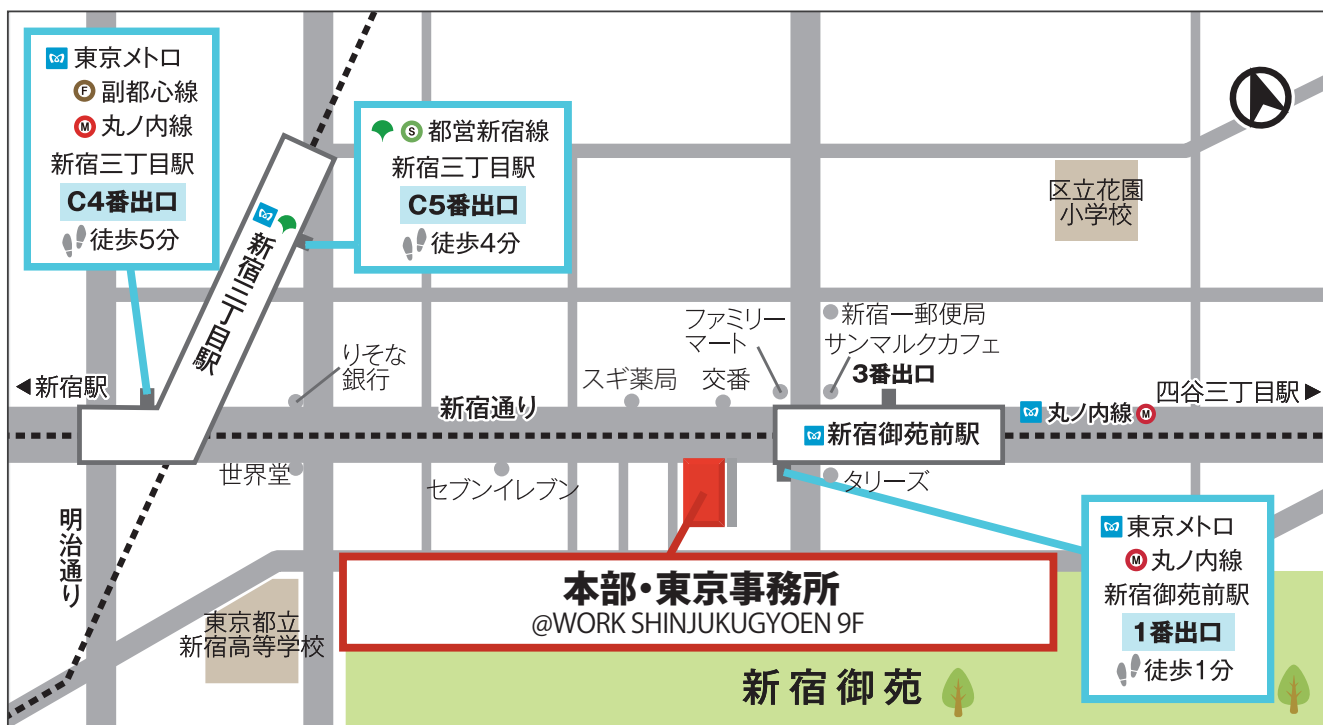 東京メトロ
F 副都心線
M 丸ノ内線
新宿三丁目駅
C4番出口
徒歩5分
S 都営新宿線
新宿三丁目駅
C5番出口
徒歩4分
区立花園
小学校
新宿三丁目駅
ファミリー
マート
新宿一郵便局
サンマルクカフェ
3番出口
りそな
銀行
スギ薬局
交番
◀新宿駅
新宿通り
四谷三丁目駅▶
丸ノ内線 M
新宿御苑前駅
世界堂
セブンイレブン
タリーズ
明治通り
東京メトロ
M 丸ノ内線
新宿御苑前駅
1番出口
徒歩1分
本部・東京事務所
@WORK SHINJUKUGYOEN 9F
東京都立
新宿高等学校
新宿御苑